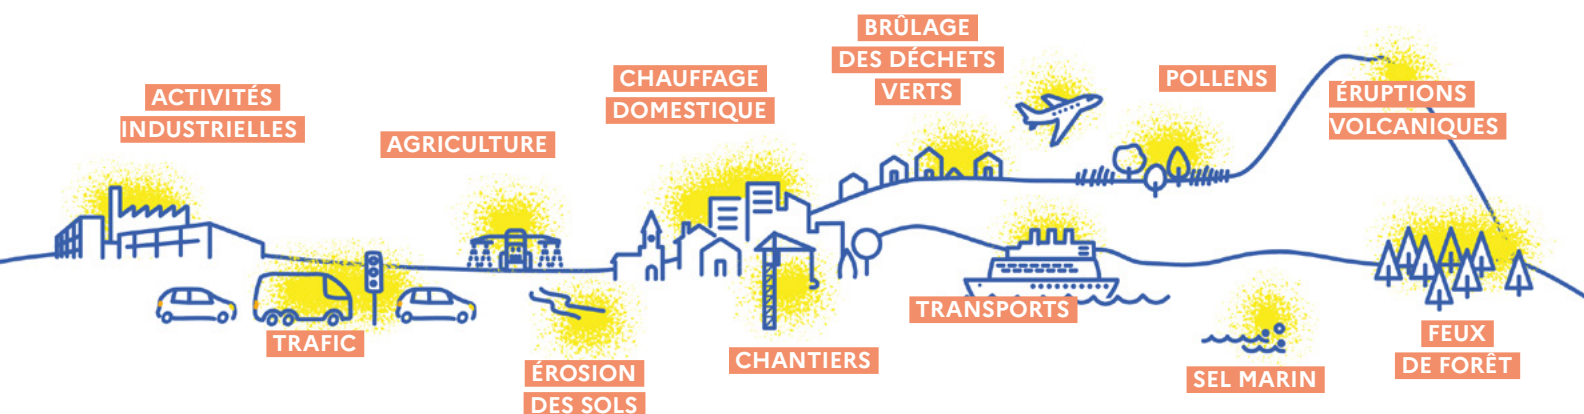 ACTIVITÉS
INDUSTRIELLES
TRAFIC
AGRICULTURE
ÉROSION
DES SOLS
CHAUFFAGE
DOMESTIQUE
CHANTIERS
BRÛLAGE
DES DÉCHETS
VERTS
TRANSPORTS
POLLENS
SEL MARIN
ÉRUPTIONS
VOLCANIQUES
FEUX
DE FORÊT